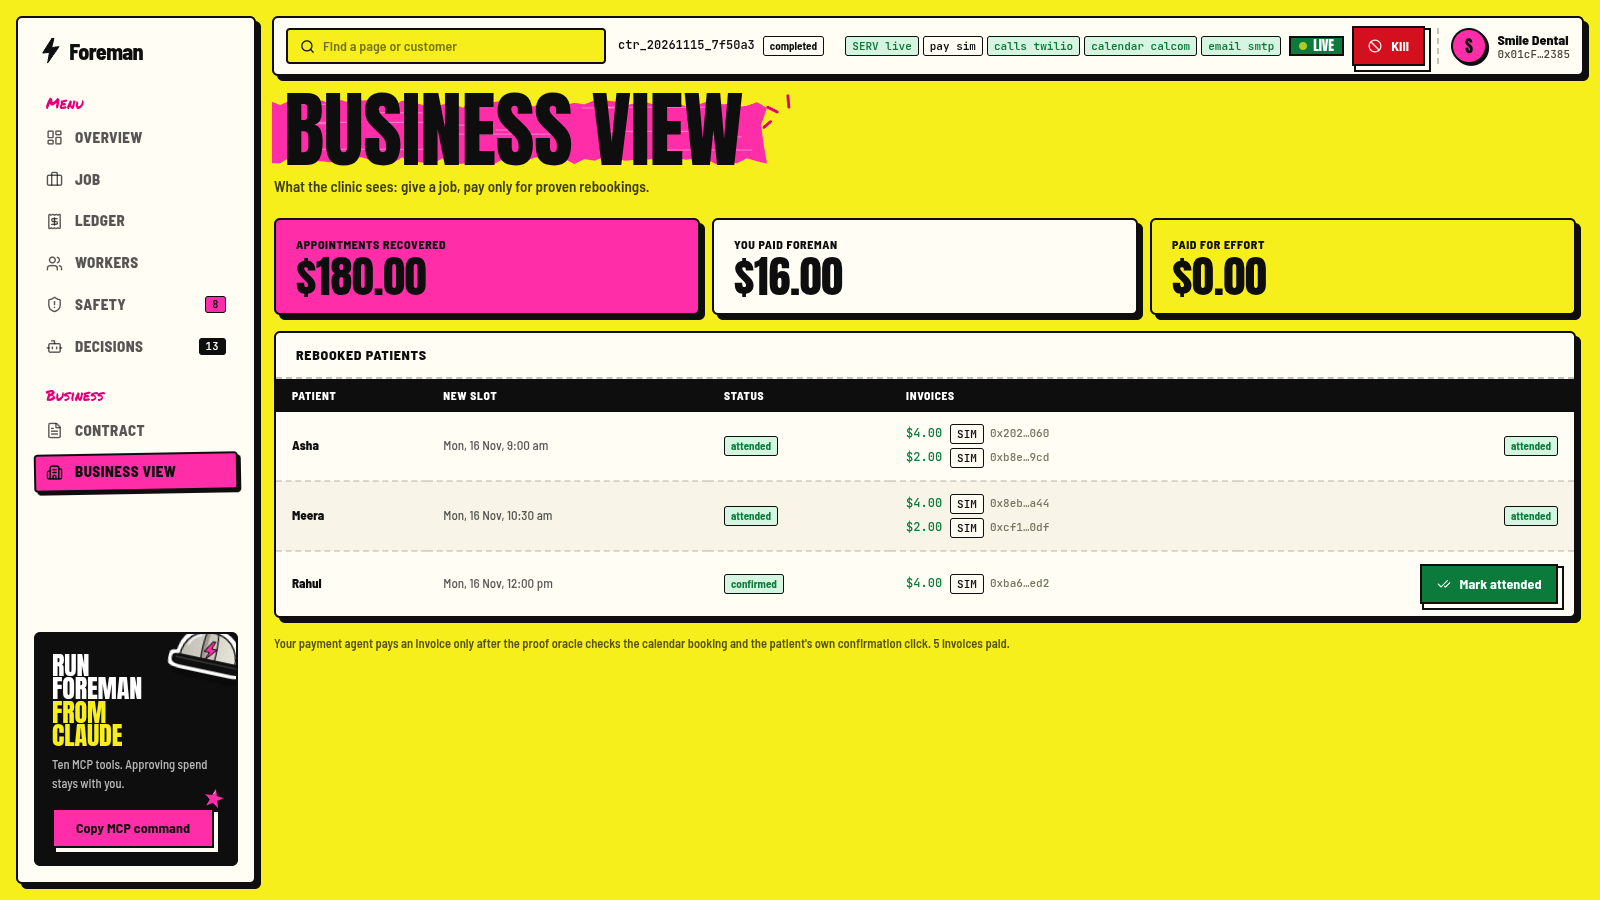 Foreman
Menu
OVERVIEW
JOB
LEDGER
WORKERS
SAFETY 8
DECISIONS 13
Business
CONTRACT
BUSINESS VIEW
RUN
FOREMAN
FROM
CLAUDE
Ten MCP tools. Approving spend
stays with you.
Copy MCP command
Find a page or customer
ctr_20261115_7f50a3 completed SERV live pay sim calls twilio calendar calcom email smtp LIVE Kill
S
Smile Dental
0x01cF…2385
BUSINESS VIEW
What the clinic sees: give a job, pay only for proven rebookings.
APPOINTMENTS RECOVERED
$180.00
YOU PAID FOREMAN
$16.00
PAID FOR EFFORT
$0.00
REBOOKED PATIENTS
PATIENT NEW SLOT STATUS INVOICES
Asha Mon, 16 Nov, 9:00 am attended $4.00 SIM 0x202…060 attended
$2.00 SIM 0xb8e…9cd
Meera Mon, 16 Nov, 10:30 am attended $4.00 SIM 0x8eb…a44 attended
$2.00 SIM 0xcf1…0df
Rahul Mon, 16 Nov, 12:00 pm confirmed $4.00 SIM 0xba6…ed2 Mark attended
Your payment agent pays an invoice only after the proof oracle checks the calendar booking and the patient's own confirmation click. 5 invoices paid.